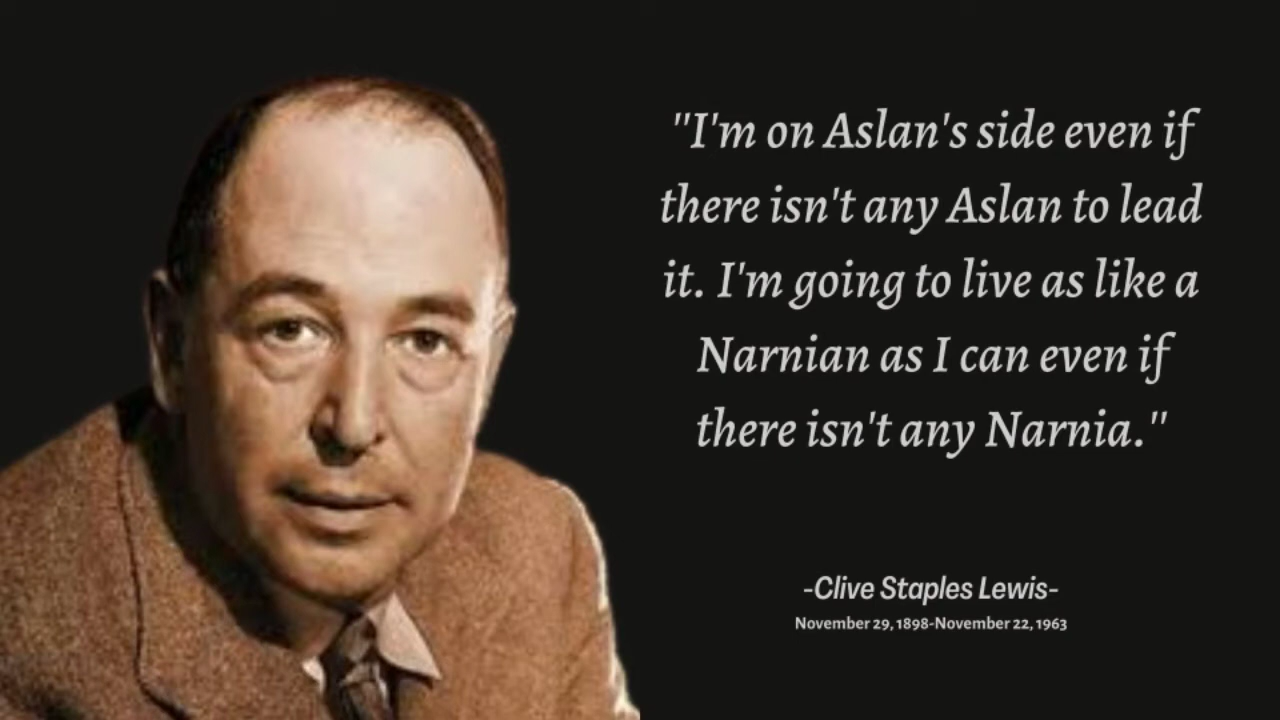 "I'm on Aslan's side even if
there isn't any Aslan to lead
it. I'm going to live as like a
Narnian as I can even if
there isn't any Narnia."
-Clive Staples Lewis-
November 29, 1898-November 22, 1963